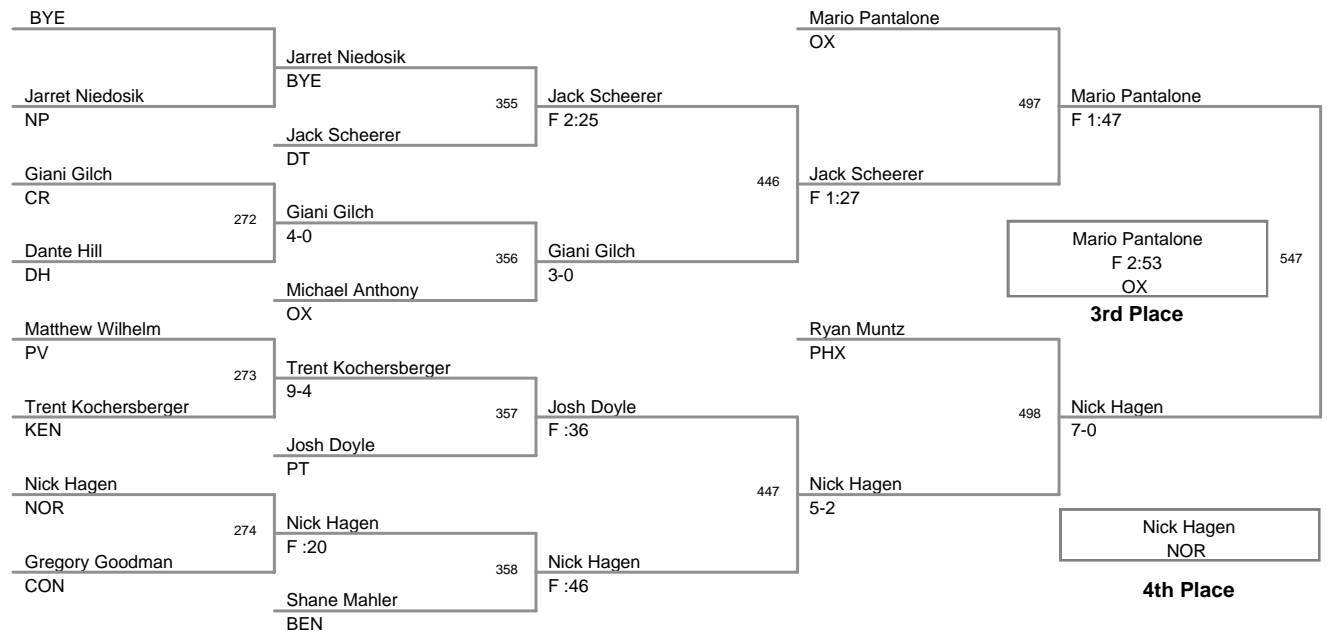 BYE
Jarret Niedosik
NP
Giani Gilch
CR
272
Dante Hill
DH
Matthew Wilhelm
PV
273
Trent Kochersberger
KEN
Nick Hagen
NOR
274
Gregory Goodman
CON
Jarret Niedosik
BYE
355
Jack Scheerer
DT
Giani Gilch
4-0
356
Michael Anthony
OX
Trent Kochersberger
9-4
357
Josh Doyle
PT
Nick Hagen
F :20
358
Shane Mahler
BEN
Jack Scheerer
F 2:25
446
Giani Gilch
3-0
Josh Doyle
F :36
447
Nick Hagen
F :46
Mario Pantalone
OX
497
Jack Scheerer
F 1:27
Ryan Muntz
PHX
498
Nick Hagen
5-2
Mario Pantalone
F 1:47
547
Nick Hagen
7-0
Mario Pantalone
F 2:53
OX
3rd Place
Nick Hagen
NOR
4th Place